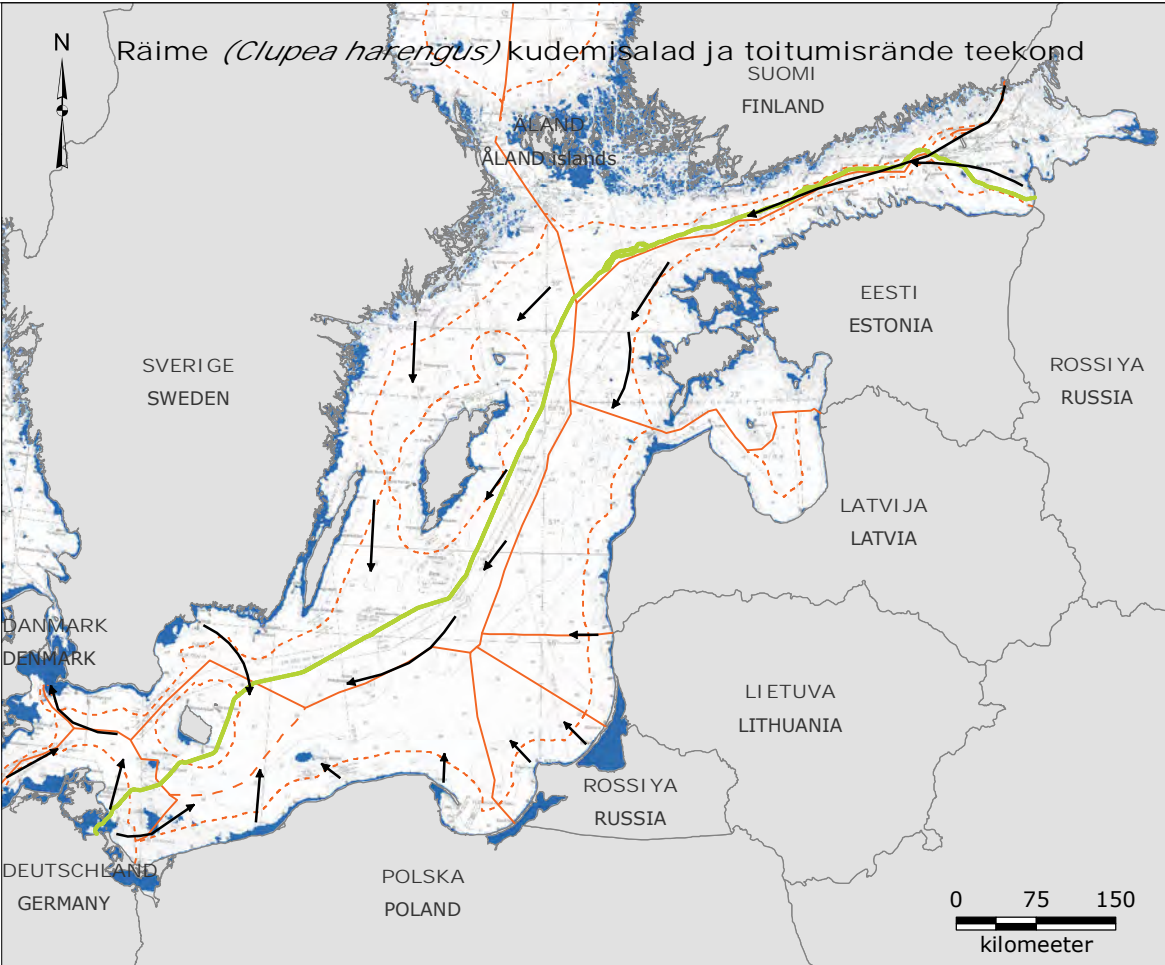 N
Räime (Clupea harengus) kudemisalad ja toitumisrände teekond
SUOMI
FINLAND
ÅLAND
ÅLAND islands
EESTI
ESTONIA
ROSSIYA
RUSSIA
SVERIGE
SWEDEN
LATVIJA
LATVIA
DANMARK
DENMARK
LIETUVA
LITHUANIA
ROSSIYA
RUSSIA
DEUTSCHLAND
GERMANY
POLSKA
POLAND
0 75 150
kilomeeter